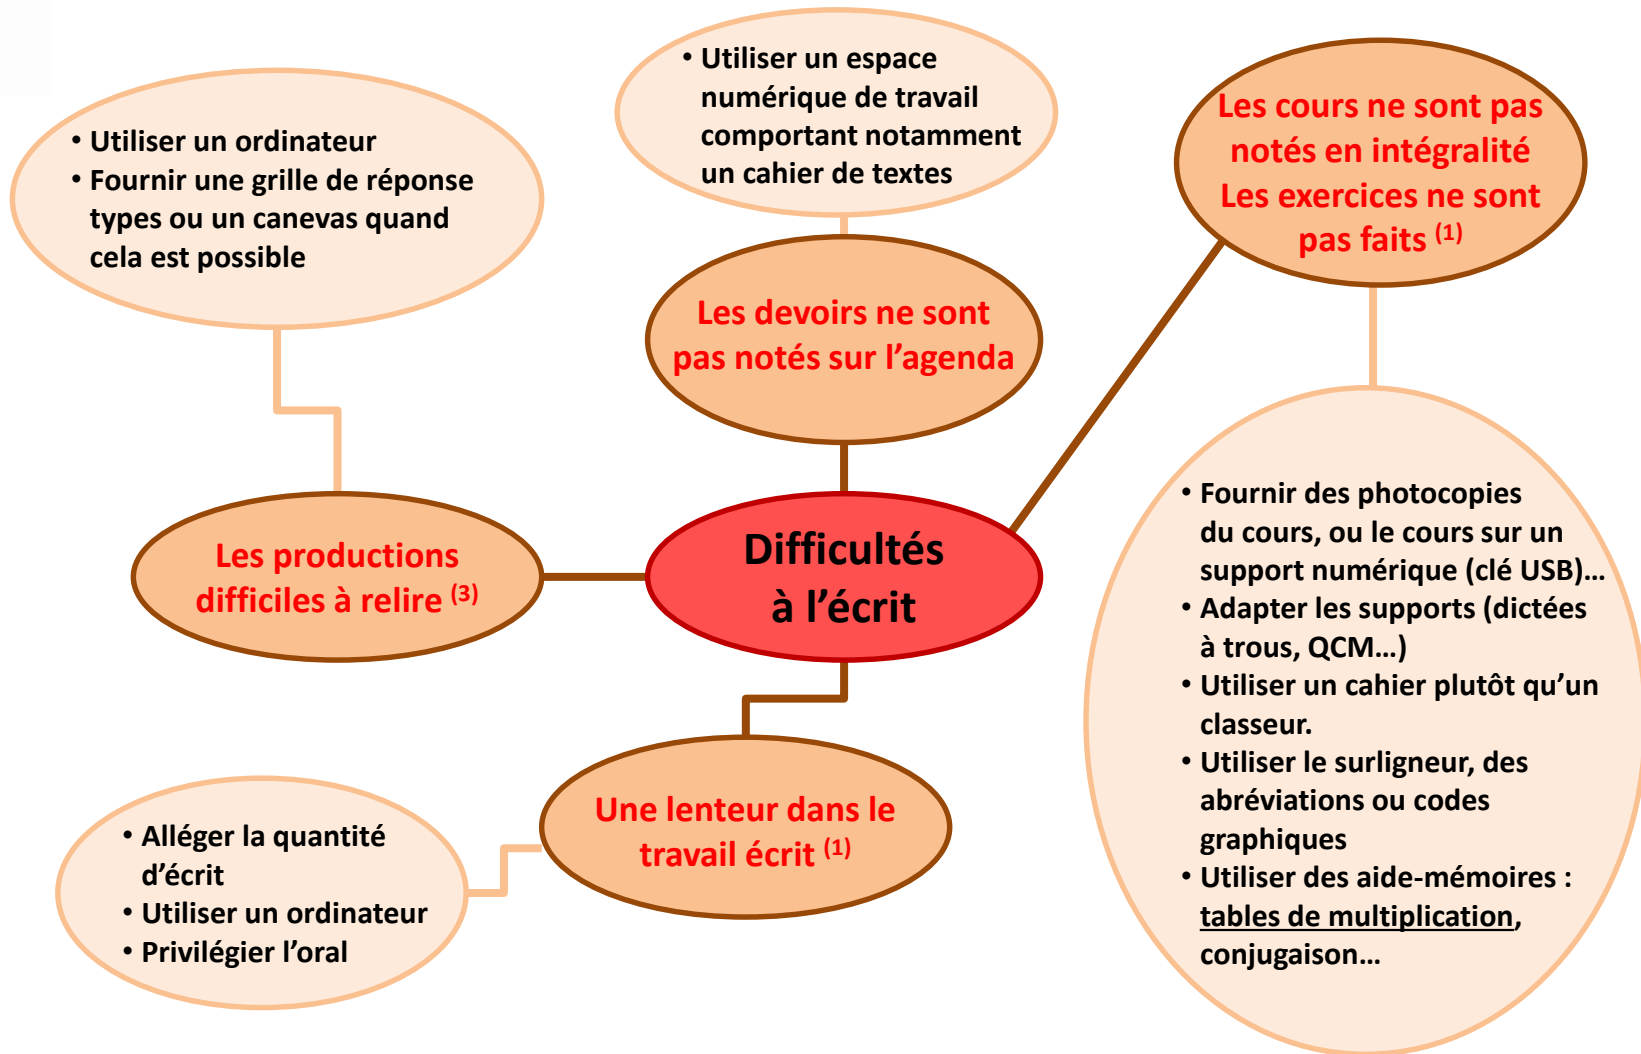 • Utiliser un ordinateur
• Fournir une grille de réponse
types ou un canevas quand
cela est possible
• Utiliser un espace
numérique de travail
comportant notamment
un cahier de textes
Les cours ne sont pas
notés en intégralité
Les exercices ne sont
pas faits (1)
Les devoirs ne sont
pas notés sur l’agenda
Les productions
difficiles à relire (3)
Difficultés
à l’écrit
• Fournir des photocopies
du cours, ou le cours sur un
support numérique (clé USB)…
• Adapter les supports (dictées
à trous, QCM…)
• Utiliser un cahier plutôt qu’un
classeur.
• Utiliser le surligneur, des
abréviations ou codes
graphiques
• Utiliser des aide-mémoires :
tables de multiplication,
conjugaison…
Une lenteur dans le
travail écrit (1)
• Alléger la quantité
d’écrit
• Utiliser un ordinateur
• Privilégier l’oral